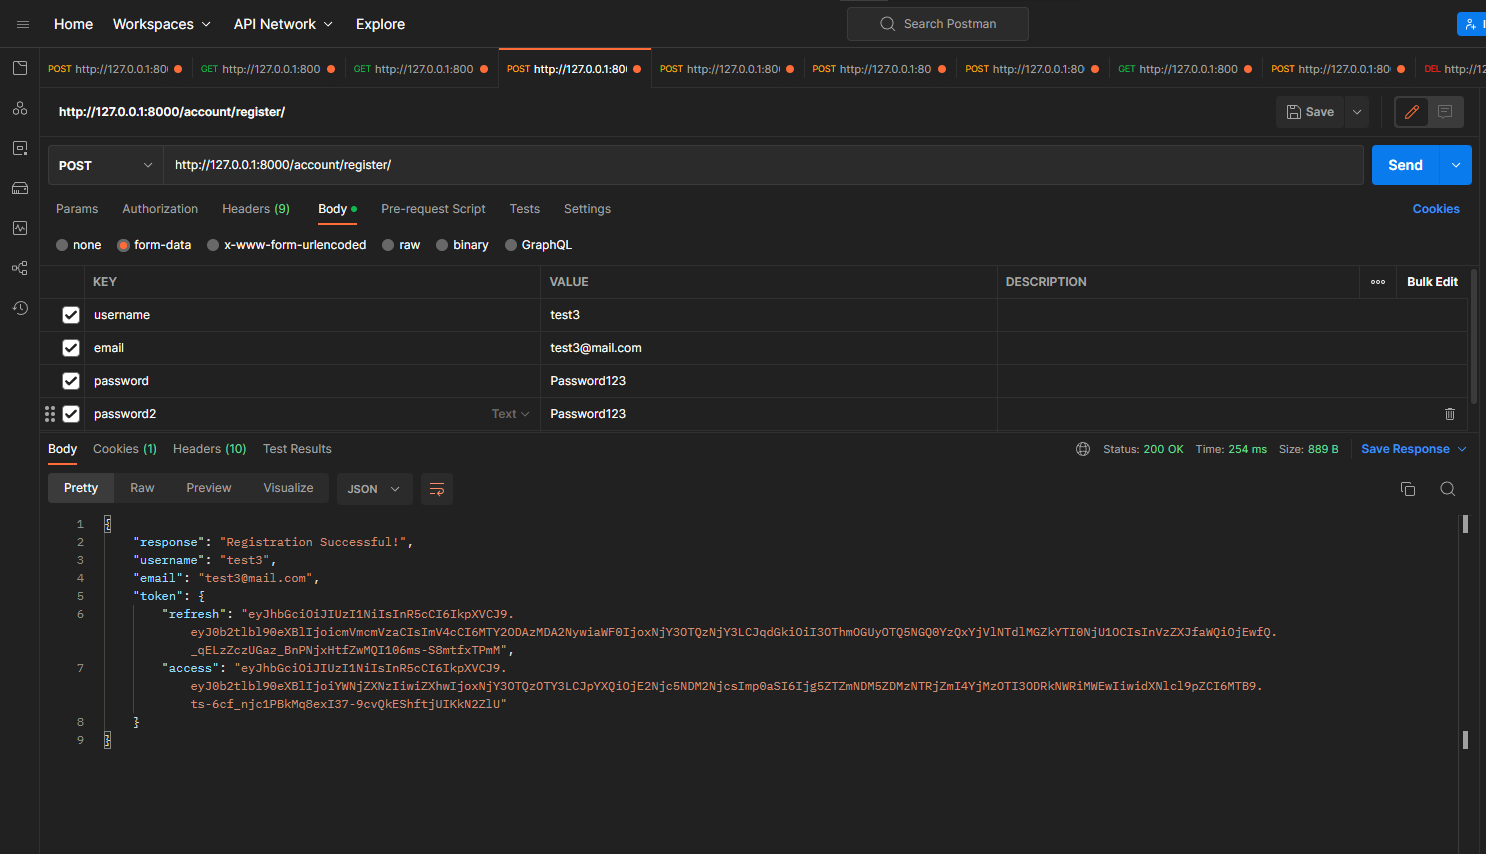 Home Workspaces API Network Explore Search Postman
POST http://127.0.0.1:80 GET http://127.0.0.1:800 GET http://127.0.0.1:800 POST http://127.0.0.1:80 POST http://127.0.0.1:80 POST http://127.0.0.1:80 POST http://127.0.0.1:80 GET http://127.0.0.1:800 POST http://127.0.0.1:80 DEL http://12
http://127.0.0.1:8000/account/register/ Save
POST http://127.0.0.1:8000/account/register/ Send
Params Authorization Headers (9) Body Pre-request Script Tests Settings Cookies
none form-data x-www-form-urlencoded raw binary GraphQL
KEY VALUE DESCRIPTION Bulk Edit
username test3
email test3@mail.com
password Password123
password2 Text Password123
Body Cookies (1) Headers (10) Test Results Status: 200 OK Time: 254 ms Size: 889 B Save Response
Pretty Raw Preview Visualize JSON
1 {
2 "response": "Registration Successful!",
3 "username": "test3",
4 "email": "test3@mail.com",
5 "token": {
6 "refresh": "eyJhbGciOiJIUzI1NiIsInR5cCI6IkpXVCJ9.
eyJ0b2tlbl90eXBlIjoicmVmcmVzaCIsImV4cCI6MTY2ODAzMDA2NywiaWF0IjoxNjY3OTQzNjY3LCJqdGkiOiI3OThmOGUyOTQ5NGQ0YzQxYjVlNTdlMGZkYTI0NjU1OCIsInVzZXJfaWQiOjEwfQ.
_qELzZczUGaz_BnPNjxHtfZwMQI106ms-S8mtfxTPmM",
7 "access": "eyJhbGciOiJIUzI1NiIsInR5cCI6IkpXVCJ9.
eyJ0b2tlbl90eXBlIjoiYWNjZXNzIiwiZXhwIjoxNjY3OTQzOTY3LCJpYXQiOjE2Njc5NDM2NjcsImp0aSI6Ijg5ZTZmNDM5ZDMzNTRjZmI4YjMzOTI3ODRkNWRiMWEwIiwidXNlcl9pZCI6MTB9.
ts-6cf_njc1PBkMq8exI37-9cvQkEShftjUIKkN2ZlU"
8 }
9 }